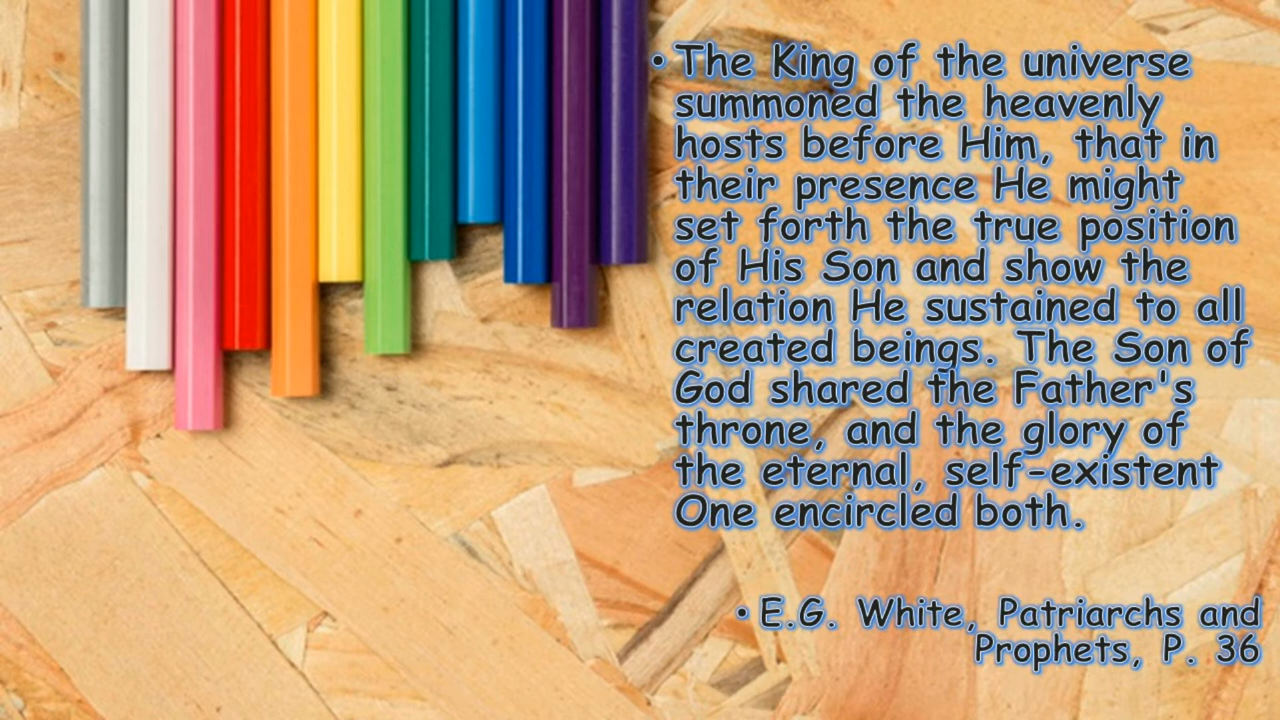 • The King of the universe
summoned the heavenly
hosts before Him, that in
their presence He might
set forth the true position
of His Son and show the
relation He sustained to all
created beings. The Son of
God shared the Father's
throne, and the glory of
the eternal, self-existent
One encircled both.
• E.G. White, Patriarchs and
Prophets, P. 36